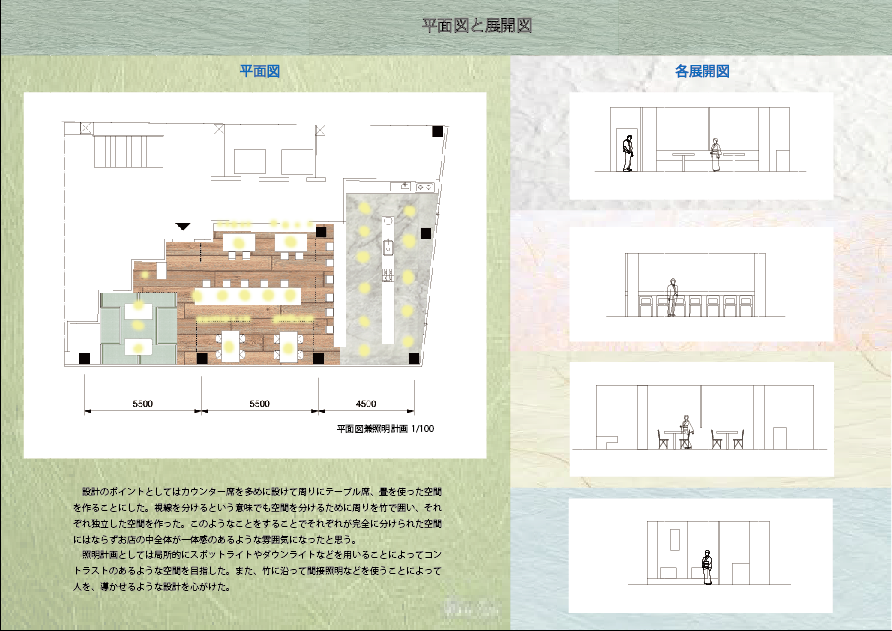 平面図と展開図
平面図
各展開図
5500
5500
4500
平面図兼照明計画 1/100
設計のポイントとしてはカウンター席を多めに設けて周りにテーブル席、畳を使った空間
を作ることにした。視線を分けるという意味でも空間を分けるために周りを竹で囲い、それ
ぞれ独立した空間を作った。このようなことをすることでそれぞれが完全に分けられた空間
にはならずお店の中全体が一体感のあるような雰囲気になったと思う。
照明計画としては局所的にスポットライトやダウンライトなどを用いることによってコン
トラストのあるような空間を目指した。また、竹に沿って間接照明などを使うことによって
人を、導かせるような設計を心がけた。